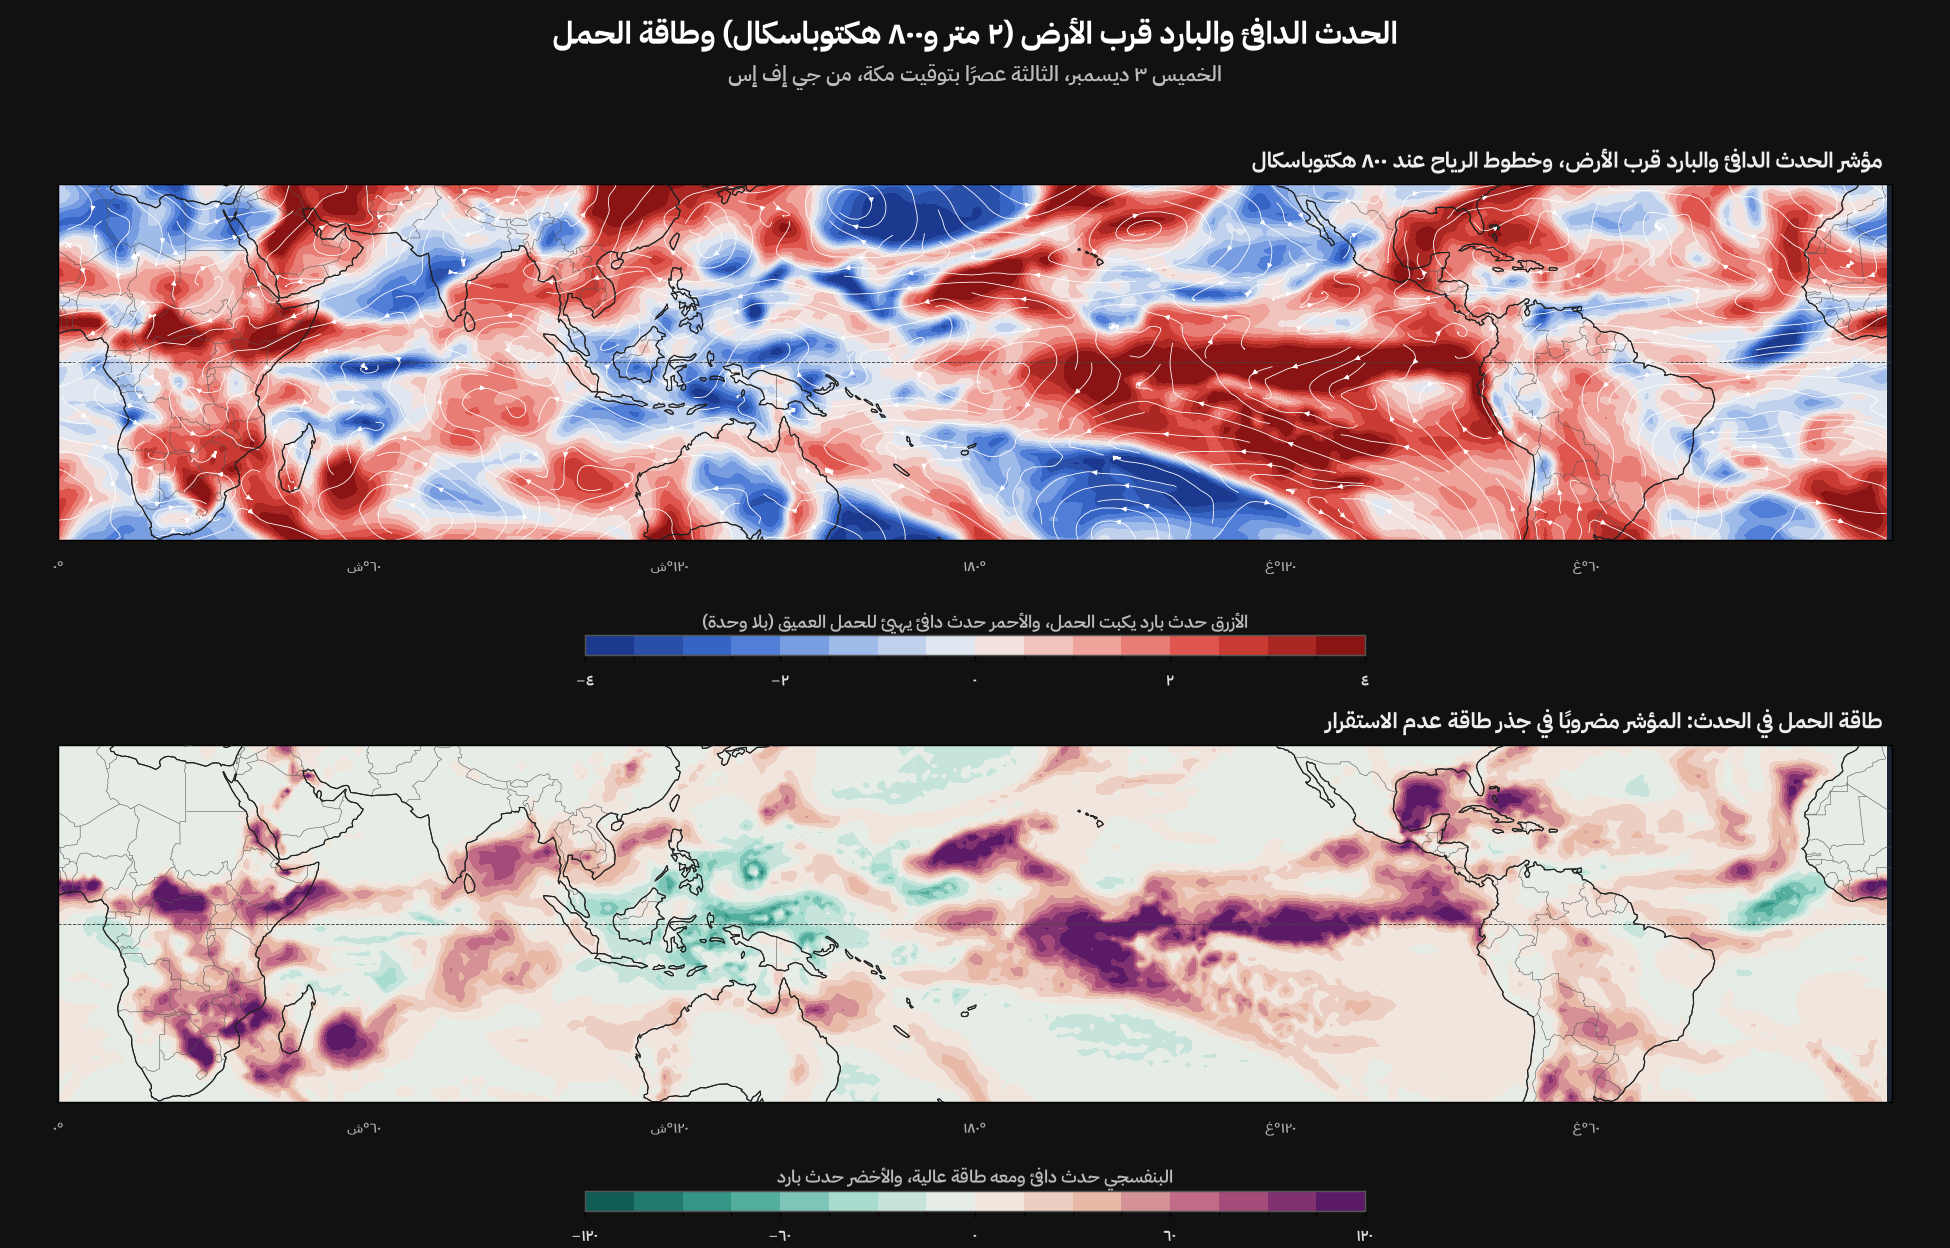 الحدث الدافئ والبارد قرب الأرض (٢ متر و٨٠٠ هكتوباسكال) وطاقة الحمل
الخميس ٣ ديسمبر، الثالثة عصرًا بتوقيت مكة، من جي إف إس
مؤشر الحدث الدافئ والبارد قرب الأرض، وخطوط الرياح عند ٨٠٠ هكتوباسكال
٠° ٦٠°ش ١٢٠°ش ١٨٠° ١٢٠°غ ٦٠°غ
الأزرق حدث بارد يكبت الحمل، والأحمر حدث دافئ يهيئ للحمل العميق (بلا وحدة)
−٤ −٢ ٠ ٢ ٤
طاقة الحمل في الحدث: المؤشر مضروبًا في جذر طاقة عدم الاستقرار
٠° ٦٠°ش ١٢٠°ش ١٨٠° ١٢٠°غ ٦٠°غ
البنفسجي حدث دافئ ومعه طاقة عالية، والأخضر حدث بارد
−١٢٠ −٦٠ ٠ ٦٠ ١٢٠